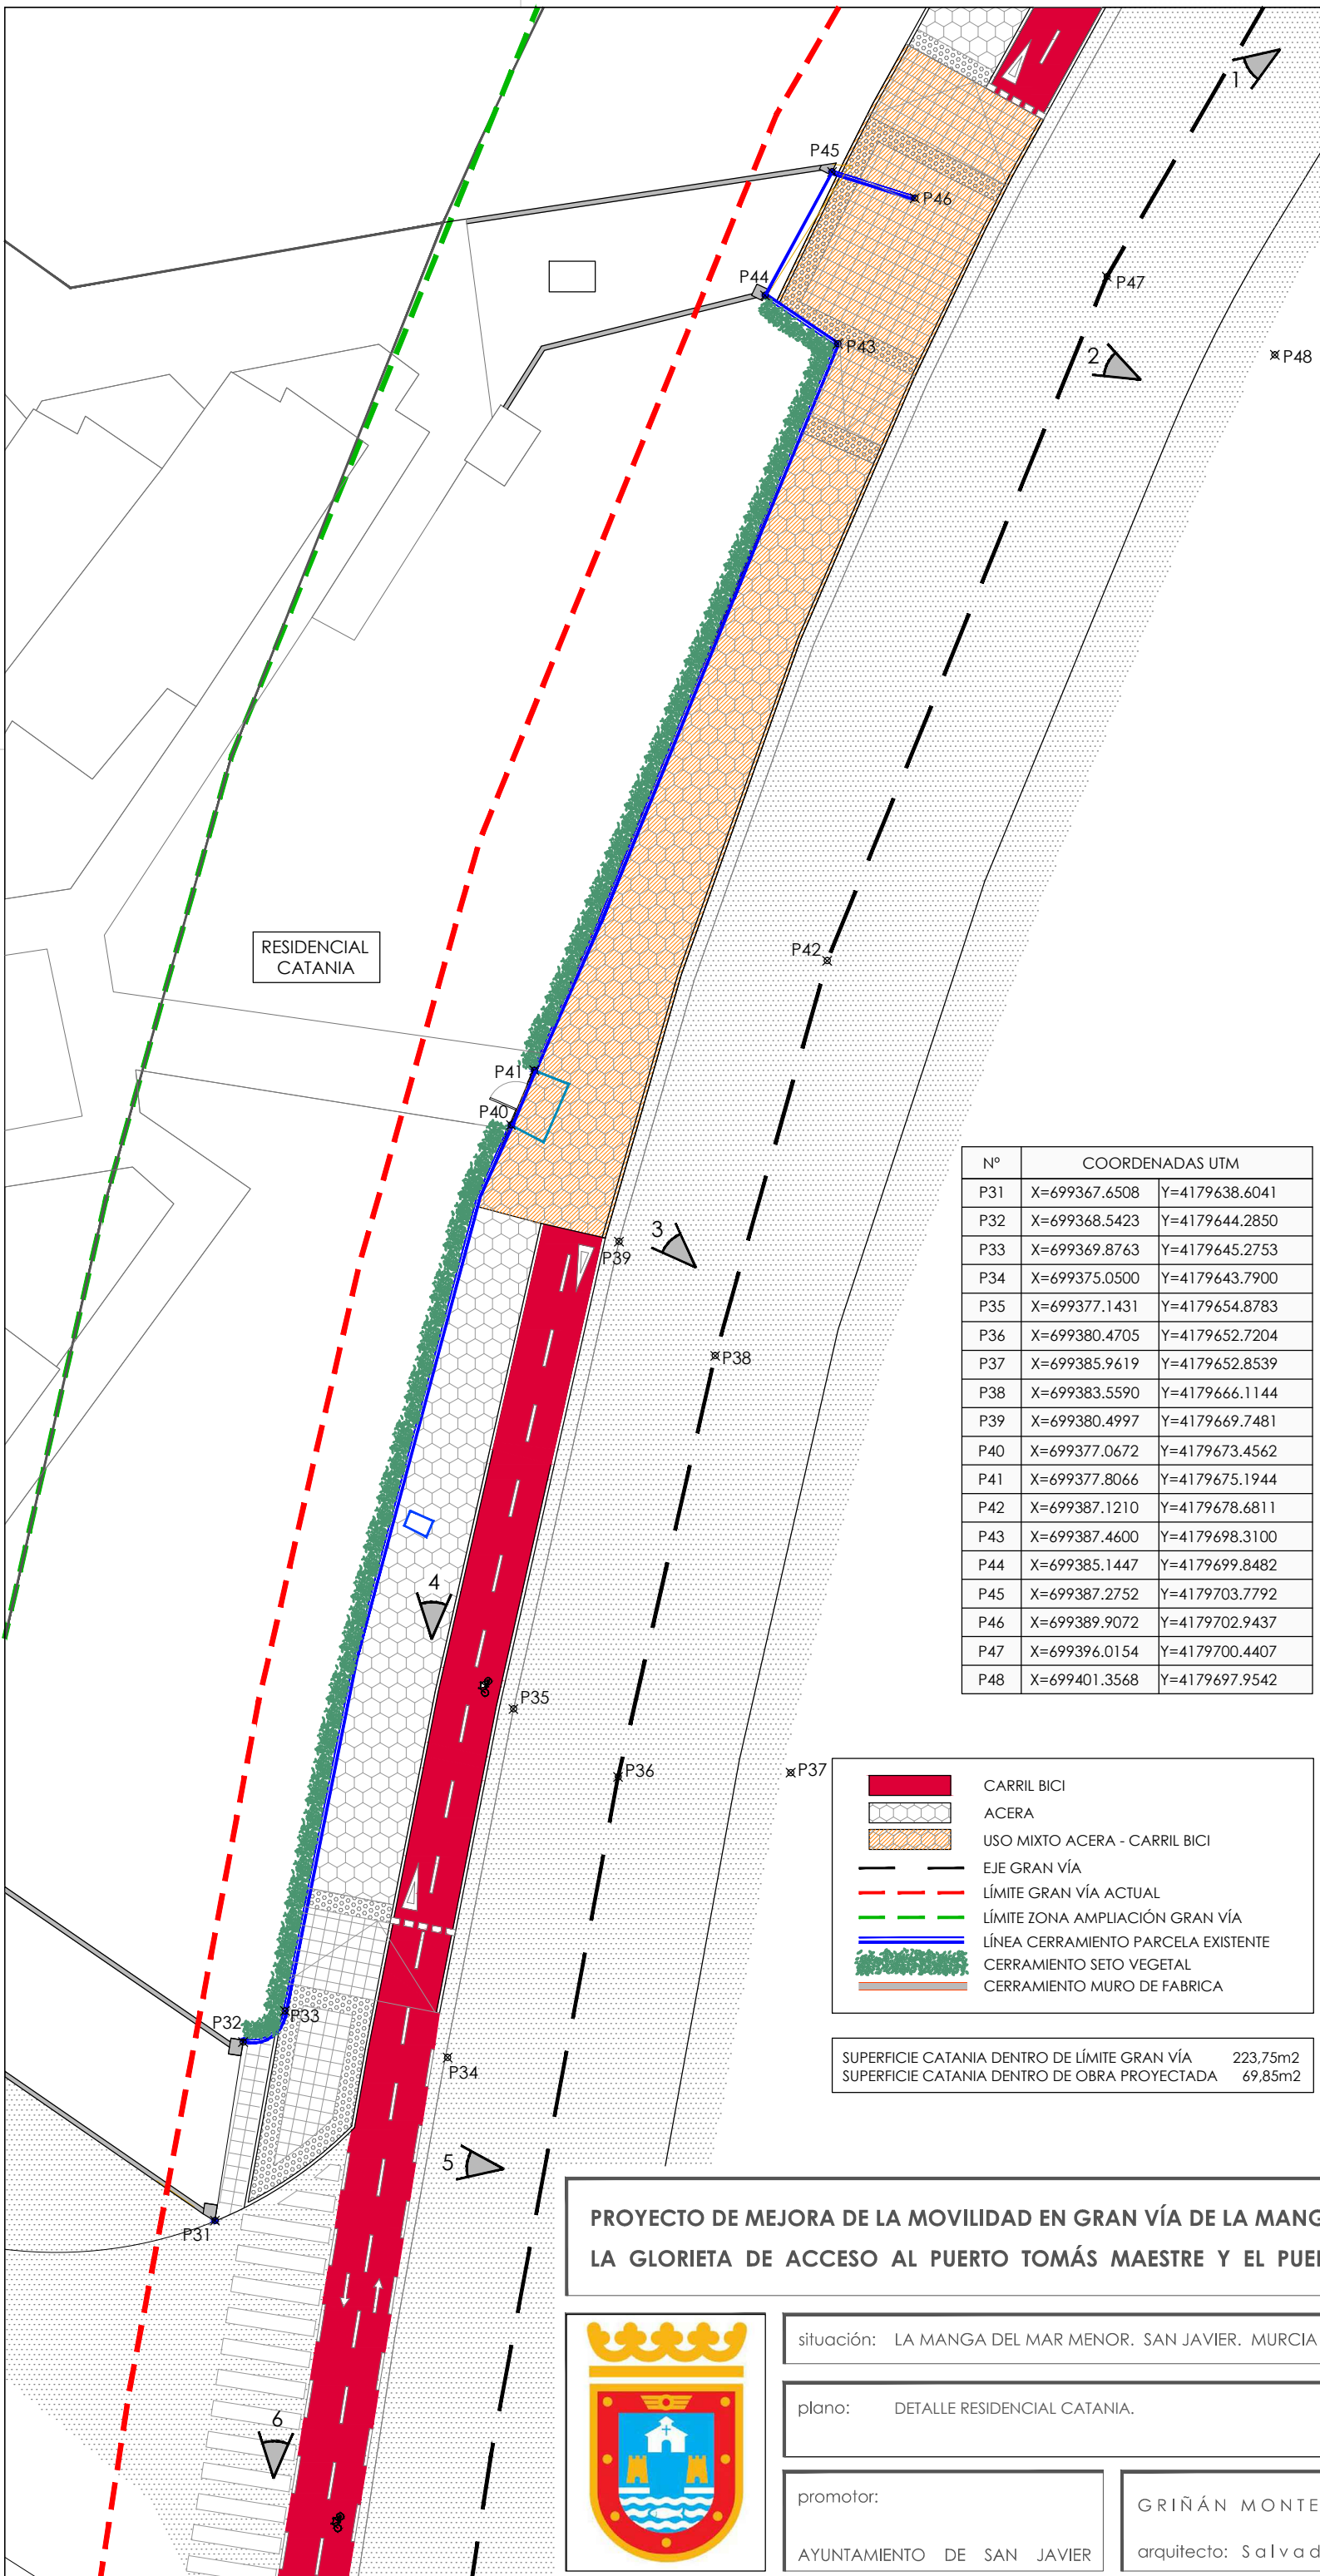 1
P45
P46
P44
P47
P43
2
P48
RESIDENCIAL
CATANIA
P42
P41
P40
3
P39
P38
4
P35
P36
P37
P33
P32
P34
5
P31
6
Nº COORDENADAS UTM
P31 X=699367.6508 Y=4179638.6041
P32 X=699368.5423 Y=4179644.2850
P33 X=699369.8763 Y=4179645.2753
P34 X=699375.0500 Y=4179643.7900
P35 X=699377.1431 Y=4179654.8783
P36 X=699380.4705 Y=4179652.7204
P37 X=699385.9619 Y=4179652.8539
P38 X=699383.5590 Y=4179666.1144
P39 X=699380.4997 Y=4179669.7481
P40 X=699377.0672 Y=4179673.4562
P41 X=699377.8066 Y=4179675.1944
P42 X=699387.1210 Y=4179678.6811
P43 X=699387.4600 Y=4179698.3100
P44 X=699385.1447 Y=4179699.8482
P45 X=699387.2752 Y=4179703.7792
P46 X=699389.9072 Y=4179702.9437
P47 X=699396.0154 Y=4179700.4407
P48 X=699401.3568 Y=4179697.9542
CARRIL BICI
ACERA
USO MIXTO ACERA - CARRIL BICI
EJE GRAN VÍA
LÍMITE GRAN VÍA ACTUAL
LÍMITE ZONA AMPLIACIÓN GRAN VÍA
LÍNEA CERRAMIENTO PARCELA EXISTENTE
CERRAMIENTO SETO VEGETAL
CERRAMIENTO MURO DE FABRICA
SUPERFICIE CATANIA DENTRO DE LÍMITE GRAN VÍA 223,75m2
SUPERFICIE CATANIA DENTRO DE OBRA PROYECTADA 69,85m2
PROYECTO DE MEJORA DE LA MOVILIDAD EN GRAN VÍA DE LA MANG
LA GLORIETA DE ACCESO AL PUERTO TOMÁS MAESTRE Y EL PUE
situación: LA MANGA DEL MAR MENOR. SAN JAVIER. MURCIA
plano: DETALLE RESIDENCIAL CATANIA.
promotor:
AYUNTAMIENTO DE SAN JAVIER
GRIÑÁN MONTE
arquitecto: Salvad